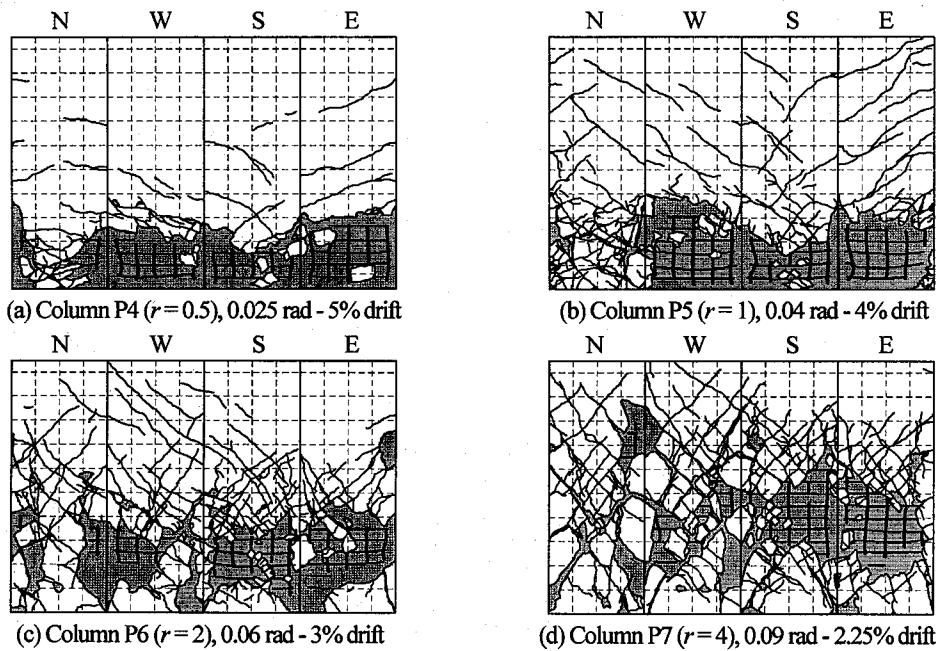 N W S E
N W S E
(a) Column P4 (r = 0.5), 0.025 rad - 5% drift
(b) Column P5 (r = 1), 0.04 rad - 4% drift
N W S E
N W S E
(c) Column P6 (r = 2), 0.06 rad - 3% drift
(d) Column P7 (r = 4), 0.09 rad - 2.25% drift